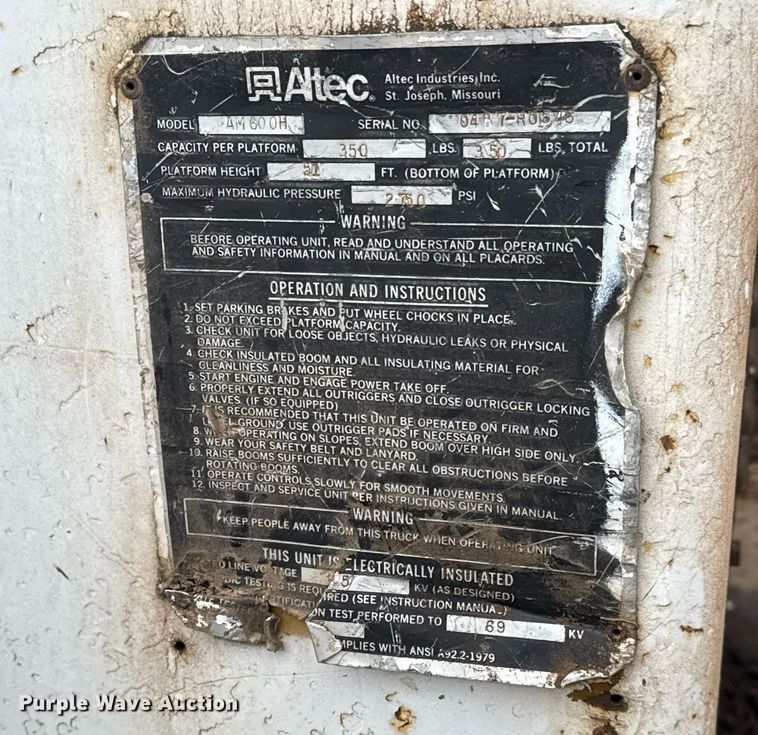 Altec Altec Industries, Inc.
St. Joseph, Missouri
MODEL AM600H SERIAL NO.
CAPACITY PER PLATFORM 350 LBS. 350 LBS. TOTAL
PLATFORM HEIGHT FT. (BOTTOM OF PLATFORM)
MAXIMUM HYDRAULIC PRESSURE 2750 PSI
WARNING
BEFORE OPERATING UNIT, READ AND UNDERSTAND ALL OPERATING
AND SAFETY INFORMATION IN MANUAL AND ON ALL PLACARDS.
OPERATION AND INSTRUCTIONS
1. SET PARKING BRAKES AND PUT WHEEL CHOCKS IN PLACE.
2. DO NOT EXCEED PLATFORM CAPACITY.
3. CHECK UNIT FOR LOOSE OBJECTS, HYDRAULIC LEAKS OR PHYSICAL
DAMAGE.
4. CHECK INSULATED BOOM AND ALL INSULATING MATERIAL FOR
CLEANLINESS AND MOISTURE.
5. START ENGINE AND ENGAGE POWER TAKE OFF.
6. PROPERLY EXTEND ALL OUTRIGGERS AND CLOSE OUTRIGGER LOCKING
VALVES. (IF SO EQUIPPED)
7. IT IS RECOMMENDED THAT THIS UNIT BE OPERATED ON FIRM AND
LEVEL GROUND. USE OUTRIGGER PADS IF NECESSARY.
8. WHEN OPERATING ON SLOPES, EXTEND BOOM OVER HIGH SIDE ONLY.
9. WEAR YOUR SAFETY BELT AND LANYARD.
10. RAISE BOOMS SUFFICIENTLY TO CLEAR ALL OBSTRUCTIONS BEFORE
ROTATING BOOMS.
11. OPERATE CONTROLS SLOWLY FOR SMOOTH MOVEMENTS.
12. INSPECT AND SERVICE UNIT PER INSTRUCTIONS GIVEN IN MANUAL.
WARNING
KEEP PEOPLE AWAY FROM THIS TRUCK WHEN OPERATING UNIT
THIS UNIT IS ELECTRICALLY INSULATED
LINE VOLTAGE KV (AS DESIGNED)
TESTING IS REQUIRED (SEE INSTRUCTION MANUAL)
TEST PERFORMED TO 69 KV
COMPLIES WITH ANSI A92.2-1979
Purple Wave Auction